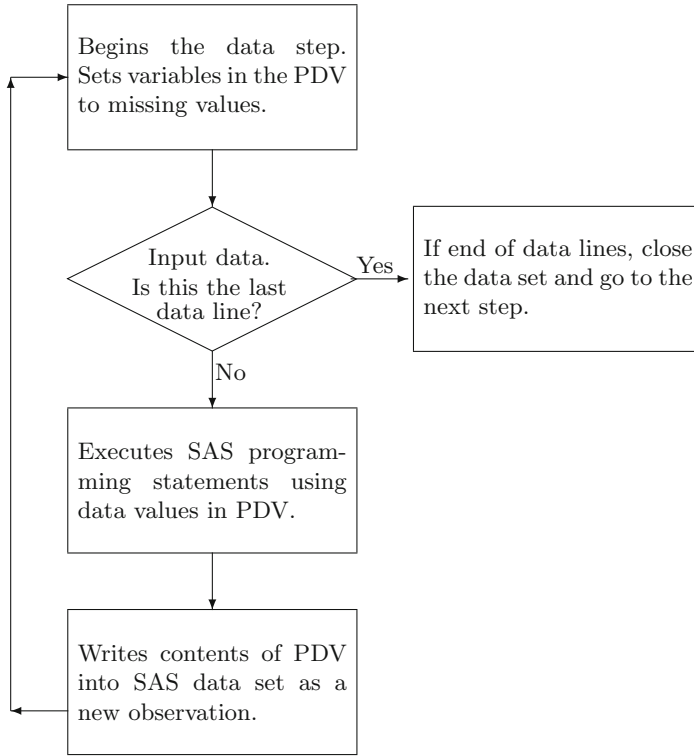 Begins the data step.
Sets variables in the PDV
to missing values.
Input data.
Is this the last
data line?
Yes
If end of data lines, close
the data set and go to the
next step.
No
Executes SAS program-
ming statements using
data values in PDV.
Writes contents of PDV
into SAS data set as a
new observation.